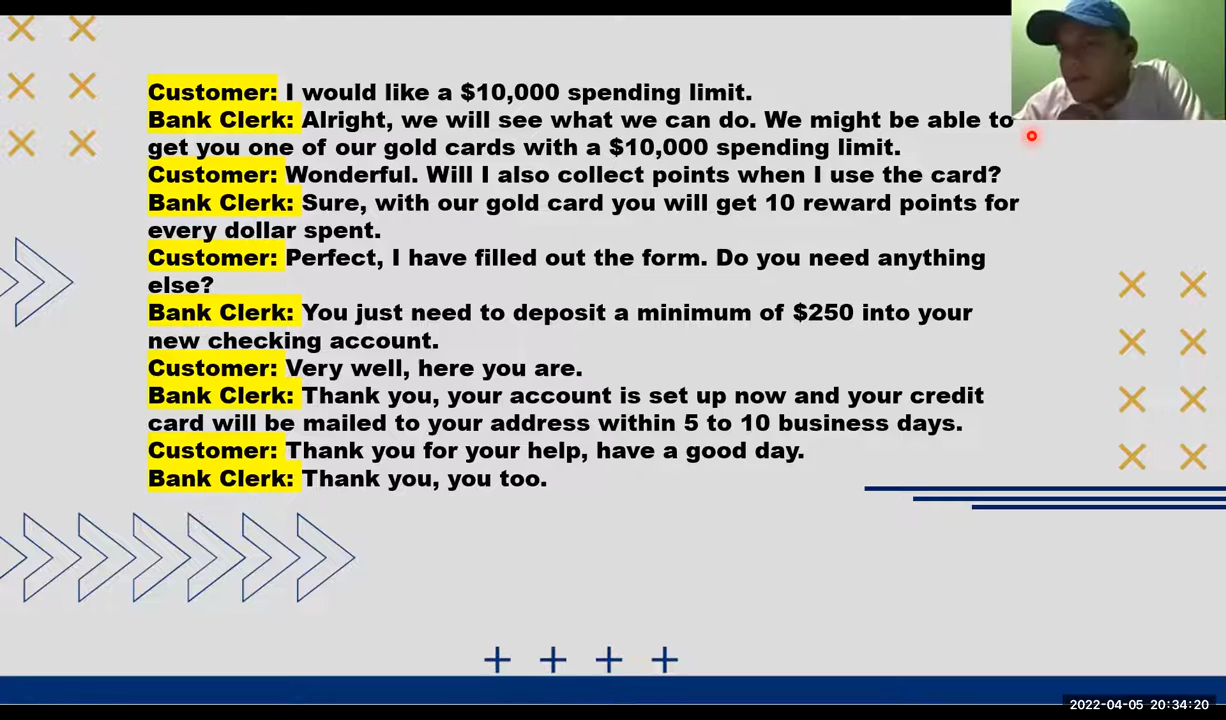 Customer: I would like a $10,000 spending limit.
Bank Clerk: Alright, we will see what we can do. We might be able to
get you one of our gold cards with a $10,000 spending limit.
Customer: Wonderful. Will I also collect points when I use the card?
Bank Clerk: Sure, with our gold card you will get 10 reward points for
every dollar spent.
Customer: Perfect, I have filled out the form. Do you need anything
else?
Bank Clerk: You just need to deposit a minimum of $250 into your
new checking account.
Customer: Very well, here you are.
Bank Clerk: Thank you, your account is set up now and your credit
card will be mailed to your address within 5 to 10 business days.
Customer: Thank you for your help, have a good day.
Bank Clerk: Thank you, you too.
2022-04-05 20:34:20